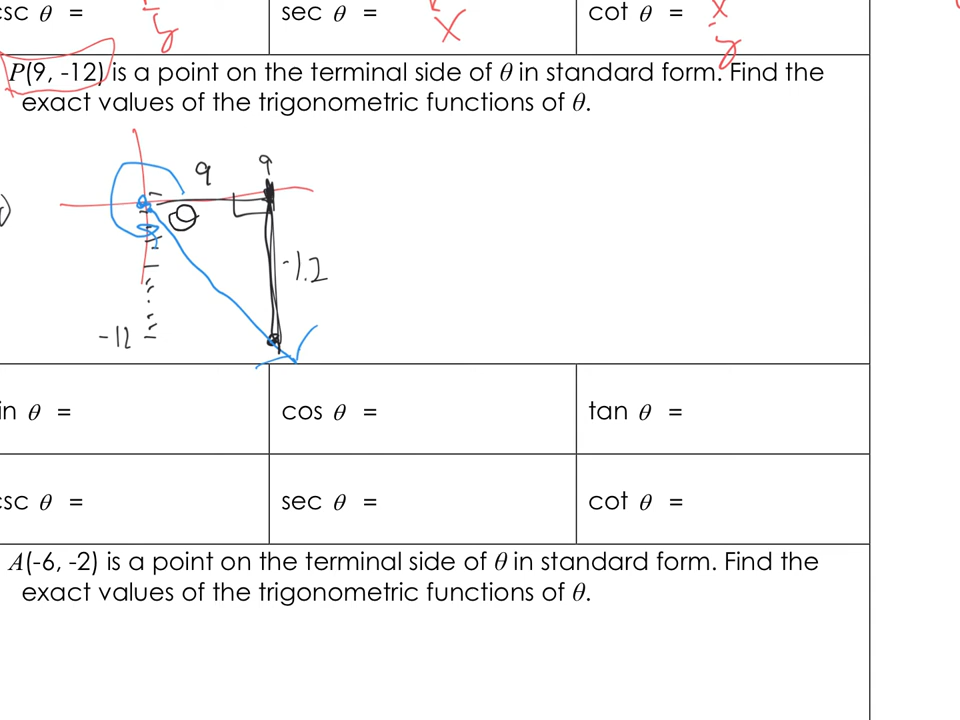 csc θ =
y
sec θ =
x
cot θ = x
y
P(9, -12) is a point on the terminal side of θ in standard form. Find the
exact values of the trigonometric functions of θ.
9
9
θ
-12
-12
in θ =
cos θ =
tan θ =
csc θ =
sec θ =
cot θ =
A(-6, -2) is a point on the terminal side of θ in standard form. Find the
exact values of the trigonometric functions of θ.